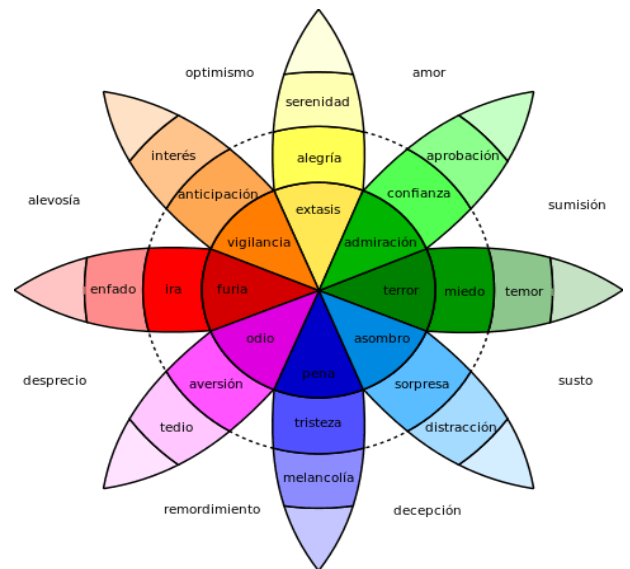 optimismo
amor
serenidad
interés
alegría
aprobación
anticipación
confianza
alevosía
extasis
sumisión
vigilancia
admiración
enfado
ira
furia
terror
miedo
temor
odio
asombro
desprecio
pena
susto
aversión
sorpresa
tedio
tristeza
distracción
melancolía
remordimiento
decepción